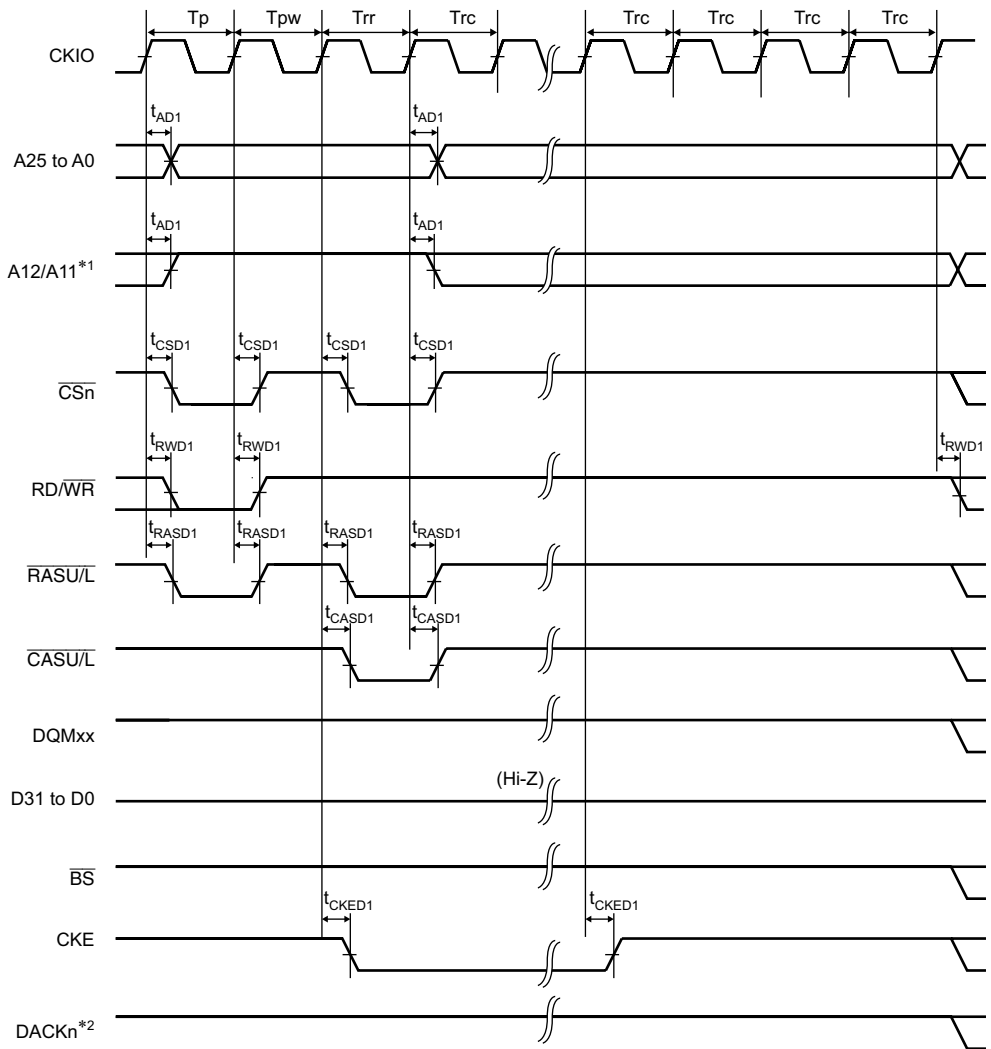 Tp Tpw Trr Trc Trc Trc Trc Trc
CKIO
tAD1 tAD1
A25 to A0
tAD1 tAD1
A12/A11*1
tCSD1 tCSD1 tCSD1 tCSD1
CSn
tRWD1 tRWD1 tRWD1
RD/WR
tRASD1 tRASD1 tRASD1 tRASD1
RASU/L
tCASD1 tCASD1
CASU/L
DQMxx
(Hi-Z)
D31 to D0
BS
tCKED1 tCKED1
CKE
DACKn*2